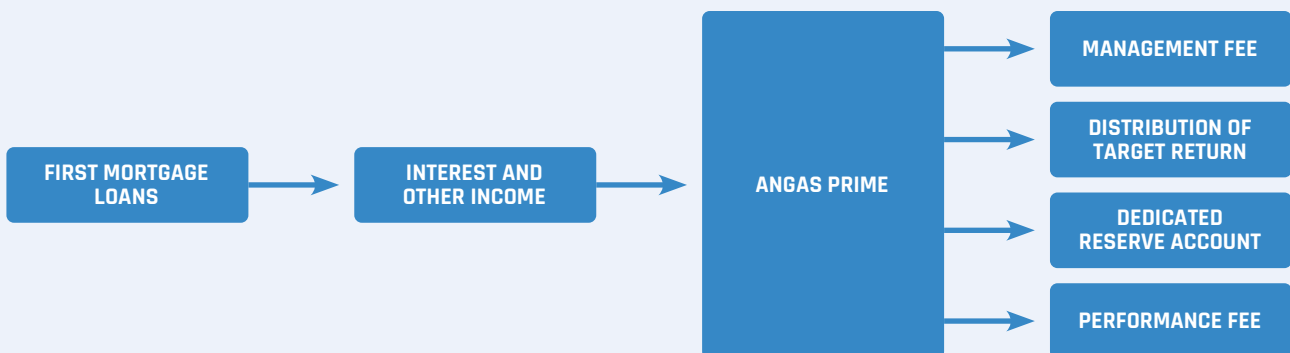 FIRST MORTGAGE
LOANS
INTEREST AND
OTHER INCOME
ANGAS PRIME
MANAGEMENT FEE
DISTRIBUTION OF
TARGET RETURN
DEDICATED
RESERVE ACCOUNT
PERFORMANCE FEE